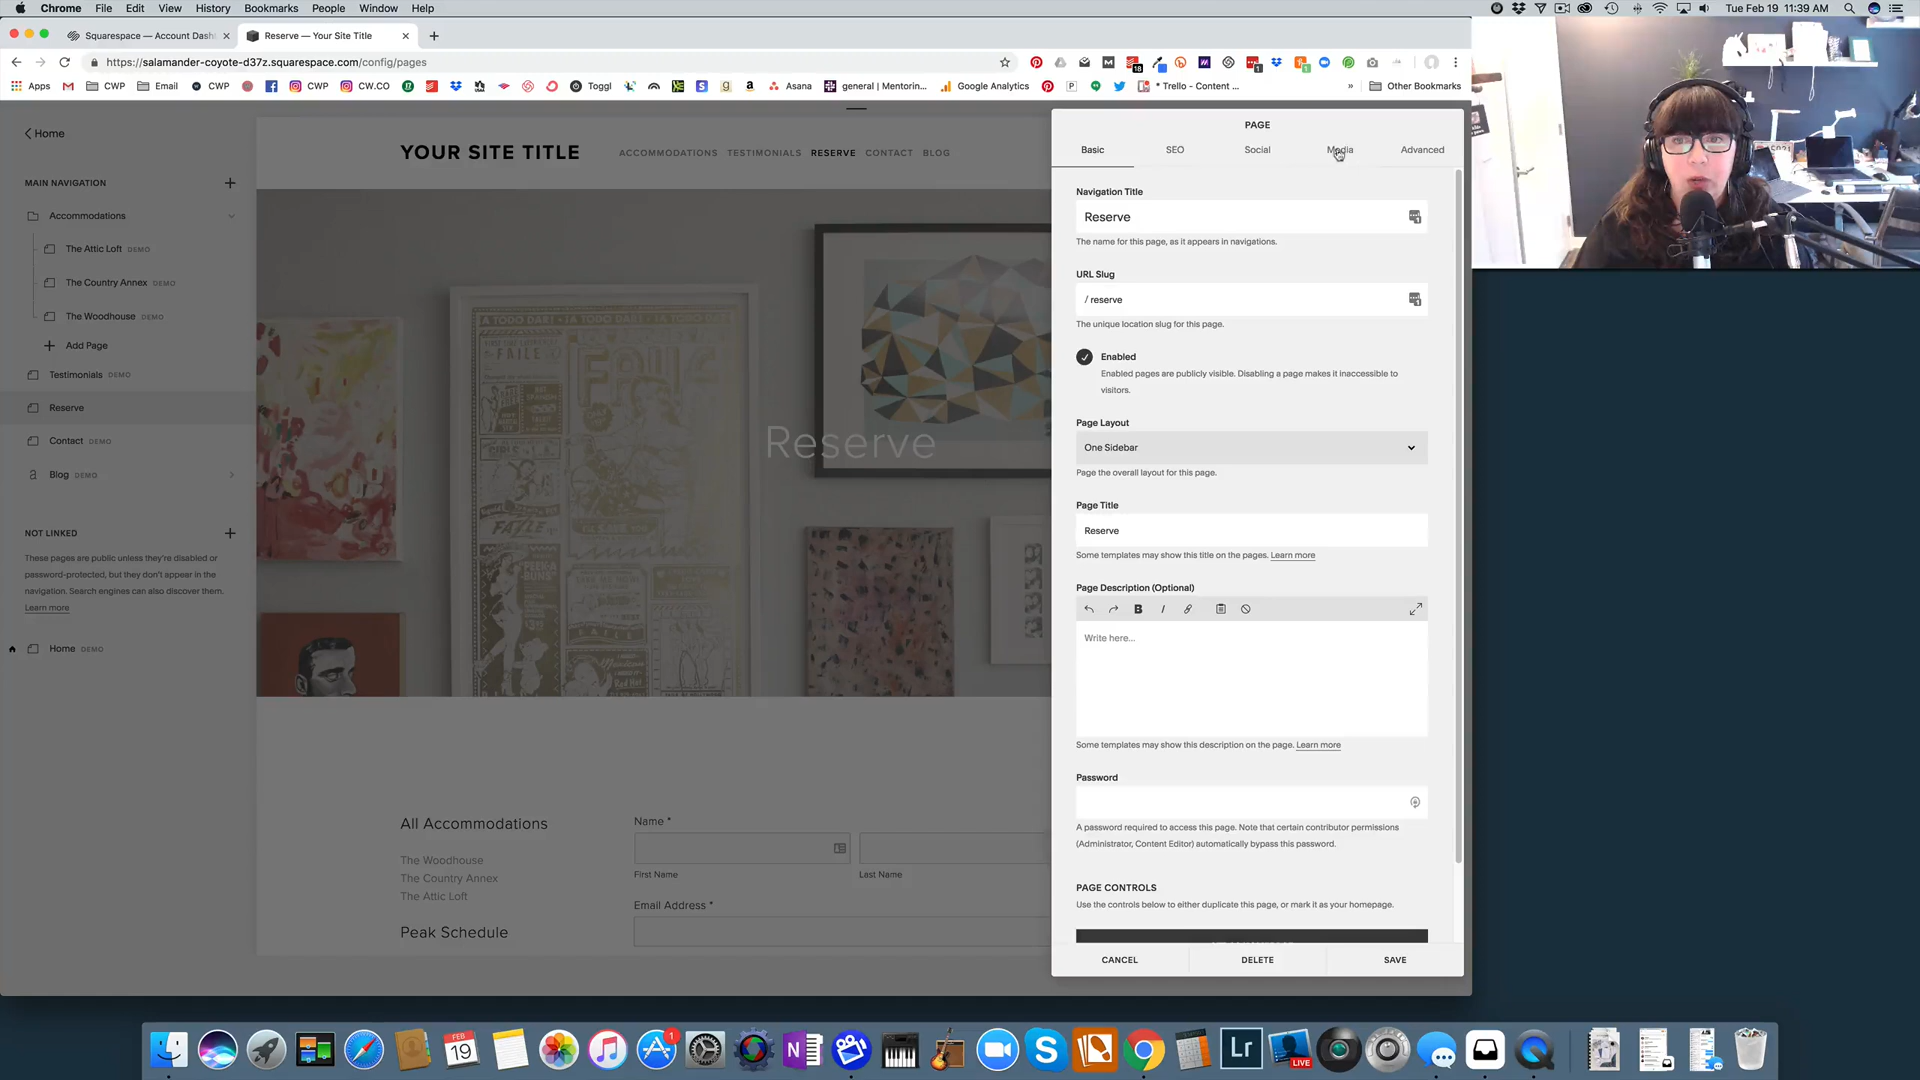 Chrome File Edit View History Bookmarks People Window Help
Tue Feb 19 11:39 AM
Squarespace — Account Dash
Reserve — Your Site Title
https://salamander-coyote-d37z.squarespace.com/config/pages
18
1
1
Apps CWP Email CWP CWP CW.CO Toggl Asana general | Mentorin... Google Analytics * Trello - Content ... » Other Bookmarks
Home
MAIN NAVIGATION
Accommodations
The Attic Loft DEMO
The Country Annex DEMO
The Woodhouse DEMO
Add Page
Testimonials DEMO
Reserve
Contact DEMO
Blog DEMO
NOT LINKED
These pages are public unless they're disabled or
password-protected, but they don't appear in the
navigation. Search engines can also discover them.
Learn more
Home DEMO
YOUR SITE TITLE
ACCOMMODATIONS TESTIMONIALS RESERVE CONTACT BLOG
Reserve
All Accommodations
The Woodhouse
The Country Annex
The Attic Loft
Peak Schedule
Name *
First Name
Last Name
Email Address *
PAGE
Basic SEO Social Media Advanced
Navigation Title
Reserve
The name for this page, as it appears in navigations.
URL Slug
/ reserve
The unique location slug for this page.
Enabled
Enabled pages are publicly visible. Disabling a page makes it inaccessible to
visitors.
Page Layout
One Sidebar
Page the overall layout for this page.
Page Title
Reserve
Some templates may show this title on the pages. Learn more
Page Description (Optional)
B I
Write here...
Some templates may show this description on the page. Learn more
Password
A password required to access this page. Note that certain contributor permissions
(Administrator, Content Editor) automatically bypass this password.
PAGE CONTROLS
Use the controls below to either duplicate this page, or mark it as your homepage.
CANCEL DELETE SAVE
FEB
19
1
N
S
Lr
LIVE